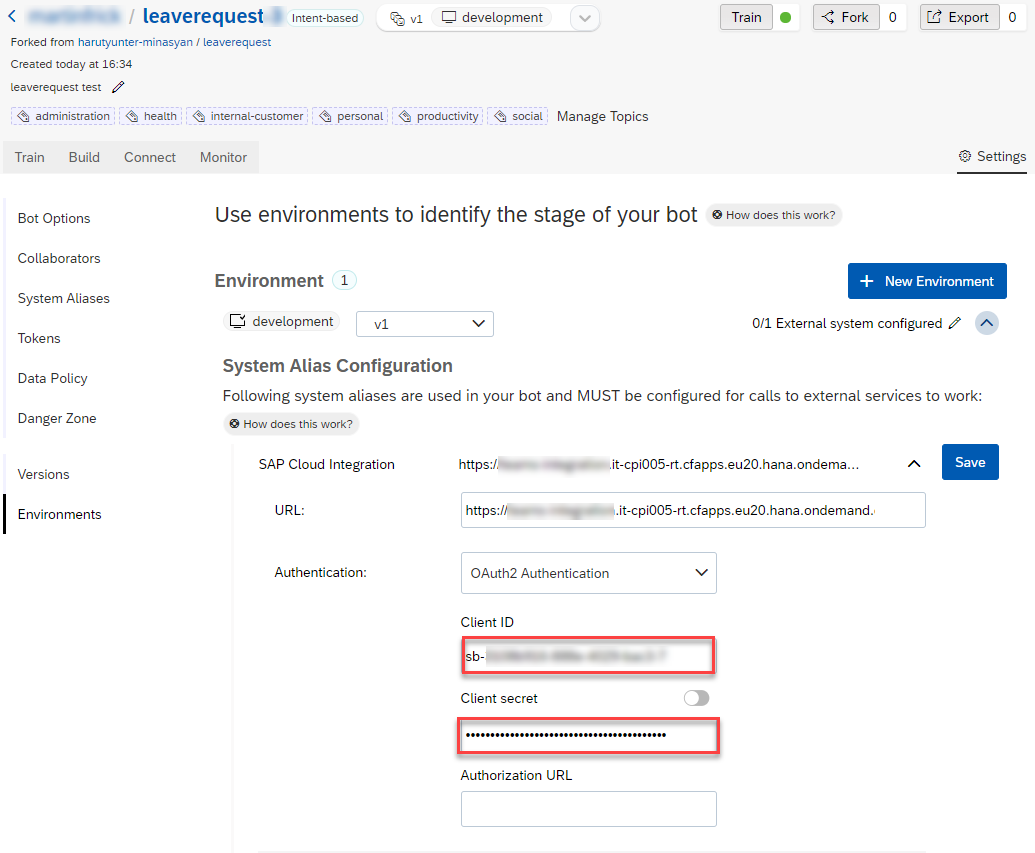 / leaverequest Intent-based v1 development Train Fork 0 Export 0
Forked from harutyunter-minasyan / leaverequest
Created today at 16:34
leaverequest test
administration health internal-customer personal productivity social Manage Topics
Train Build Connect Monitor Settings
Bot Options
Collaborators
System Aliases
Tokens
Data Policy
Danger Zone
Versions
Environments
Use environments to identify the stage of your bot How does this work?
Environment 1 + New Environment
development v1 0/1 External system configured
System Alias Configuration
Following system aliases are used in your bot and MUST be configured for calls to external services to work:
How does this work?
SAP Cloud Integration https:/ .it-cpi005-rt.cfapps.eu20.hana.ondema... Save
URL: https:// .it-cpi005-rt.cfapps.eu20.hana.ondemand.
Authentication: OAuth2 Authentication
Client ID
sb-
Client secret
••••••••••••••••••••••••••••••••••••••••
Authorization URL